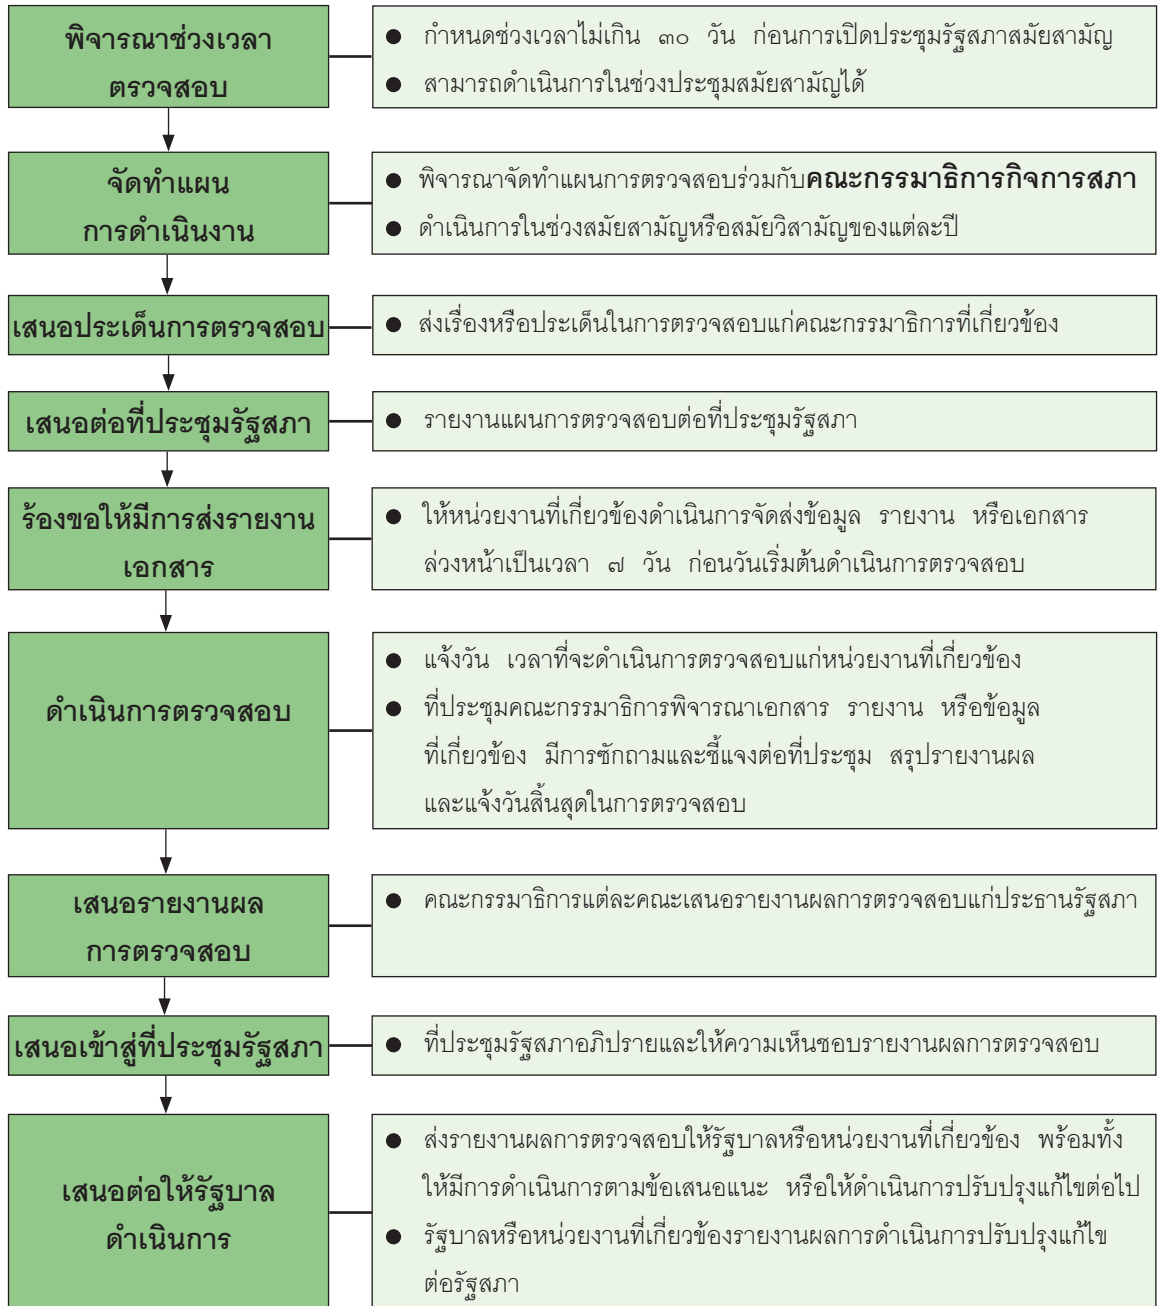 พิจารณาช่วงเวลา
ตรวจสอบ
● กำหนดช่วงเวลาไม่เกิน ๓๐ วัน ก่อนการเปิดประชุมรัฐสภาสมัยสามัญ
● สามารถดำเนินการในช่วงประชุมสมัยสามัญได้
จัดทำแผน
การดำเนินงาน
● พิจารณาจัดทำแผนการตรวจสอบร่วมกับคณะกรรมาธิการกิจการสภา
● ดำเนินการในช่วงสมัยสามัญหรือสมัยวิสามัญของแต่ละปี
เสนอประเด็นการตรวจสอบ
● ส่งเรื่องหรือประเด็นในการตรวจสอบแก่คณะกรรมาธิการที่เกี่ยวข้อง
เสนอต่อที่ประชุมรัฐสภา
● รายงานแผนการตรวจสอบต่อที่ประชุมรัฐสภา
ร้องขอให้มีการส่งรายงาน
เอกสาร
● ให้หน่วยงานที่เกี่ยวข้องดำเนินการจัดส่งข้อมูล รายงาน หรือเอกสาร
ล่วงหน้าเป็นเวลา ๗ วัน ก่อนวันเริ่มต้นดำเนินการตรวจสอบ
ดำเนินการตรวจสอบ
● แจ้งวัน เวลาที่จะดำเนินการตรวจสอบแก่หน่วยงานที่เกี่ยวข้อง
● ที่ประชุมคณะกรรมาธิการพิจารณาเอกสาร รายงาน หรือข้อมูล
ที่เกี่ยวข้อง มีการซักถามและชี้แจงต่อที่ประชุม สรุปรายงานผล
และแจ้งวันสิ้นสุดในการตรวจสอบ
เสนอรายงานผล
การตรวจสอบ
● คณะกรรมาธิการแต่ละคณะเสนอรายงานผลการตรวจสอบแก่ประธานรัฐสภา
เสนอเข้าสู่ที่ประชุมรัฐสภา
● ที่ประชุมรัฐสภาอภิปรายและให้ความเห็นชอบรายงานผลการตรวจสอบ
เสนอต่อให้รัฐบาล
ดำเนินการ
● ส่งรายงานผลการตรวจสอบให้รัฐบาลหรือหน่วยงานที่เกี่ยวข้อง พร้อมทั้ง
ให้มีการดำเนินการตามข้อเสนอแนะ หรือให้ดำเนินการปรับปรุงแก้ไขต่อไป
● รัฐบาลหรือหน่วยงานที่เกี่ยวข้องรายงานผลการดำเนินการปรับปรุงแก้ไข
ต่อรัฐสภา